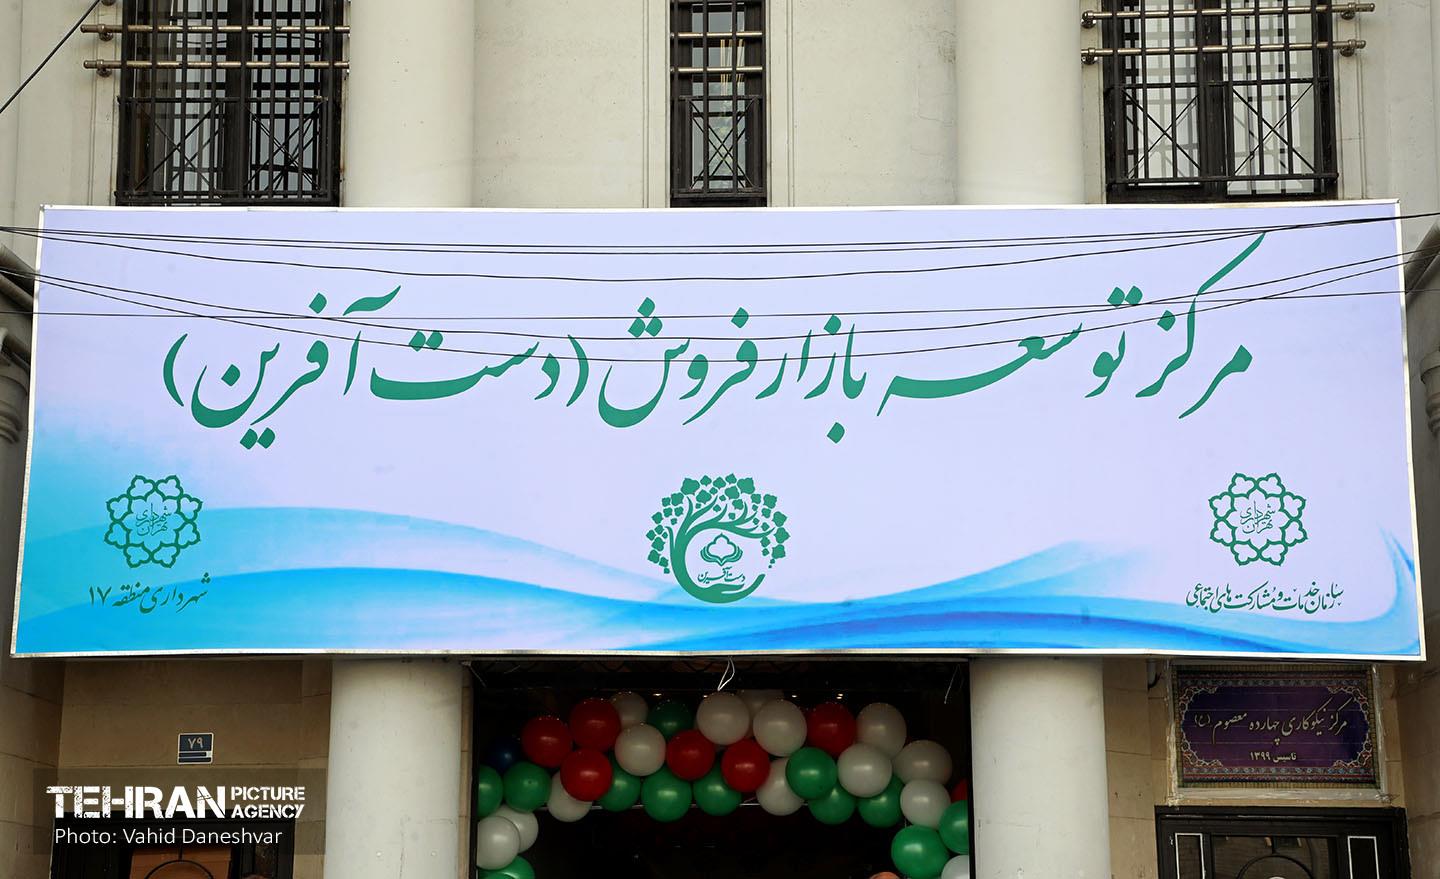 مرکز توسعه بازار فروش (دست آفرین)
شهرداری تهران
سازمان خدمات و مشارکت های اجتماعی
دست آفرین
شهرداری تهران
شهرداری منطقه ۱۷
مرکز نیکوکاری چهارده معصوم (ع)
تاسیس ۱۳۹۹
۷۹
TEHRAN PICTURE AGENCY
Photo: Vahid Daneshvar